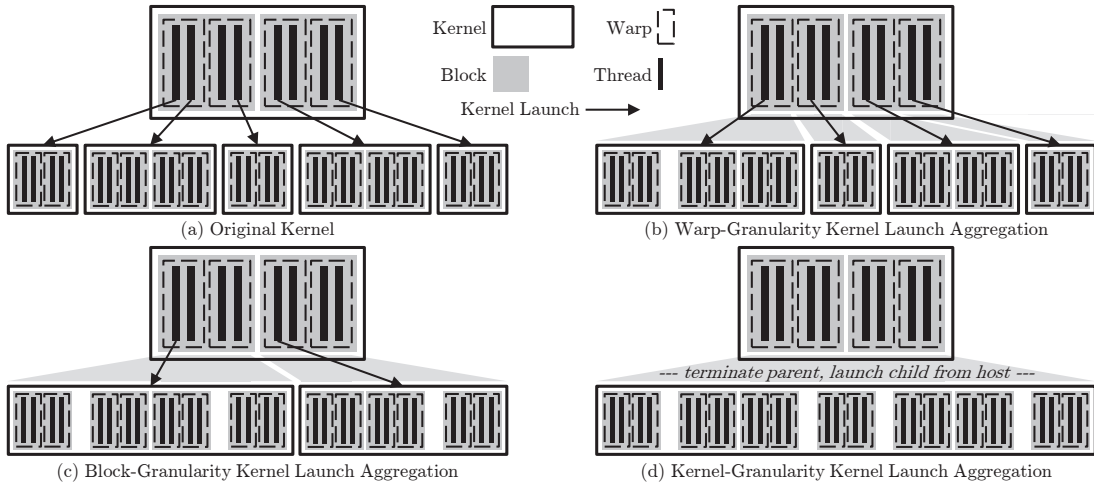 Kernel
Warp
Block
Thread
Kernel Launch
(a) Original Kernel
(b) Warp-Granularity Kernel Launch Aggregation
--- terminate parent, launch child from host ---
(c) Block-Granularity Kernel Launch Aggregation
(d) Kernel-Granularity Kernel Launch Aggregation